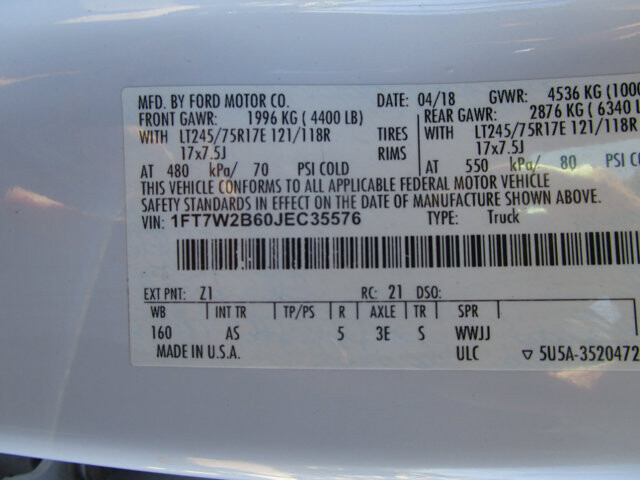 MFD. BY FORD MOTOR CO. DATE: 04/18 GVWR: 4536 KG (1000
FRONT GAWR: 1996 KG ( 4400 LB) REAR GAWR: 2876 KG ( 6340 LB
WITH LT245/75R17E 121/118R TIRES WITH LT245/75R17E 121/118R
17x7.5J RIMS 17x7.5J
AT 480 kPa/ 70 PSI COLD AT 550 kPa/ 80 PSI CO
THIS VEHICLE CONFORMS TO ALL APPLICABLE FEDERAL MOTOR VEHICLE
SAFETY STANDARDS IN EFFECT ON THE DATE OF MANUFACTURE SHOWN ABOVE.
VIN: 1FT7W2B60JEC35576 TYPE: Truck
EXT PNT: Z1 RC: 21 DSO:
WB INT TR TP/PS R AXLE TR SPR
160 AS 5 3E S WWJJ
MADE IN U.S.A. ULC ▽ 5U5A-3520472